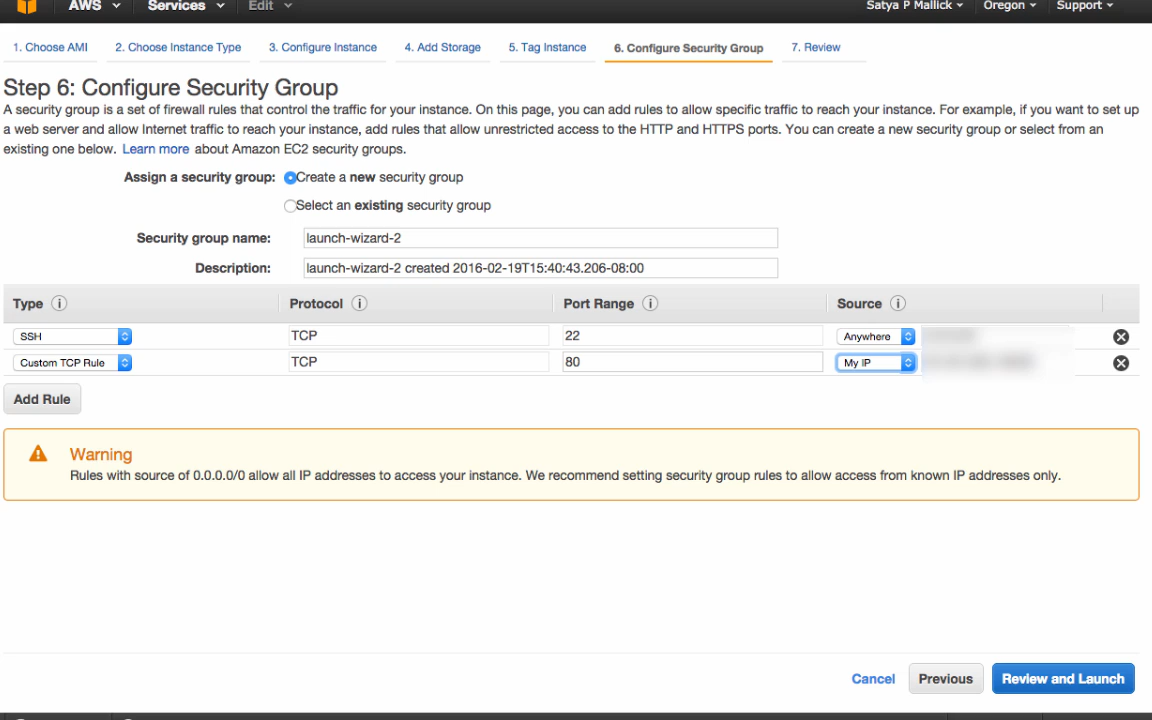 AWS Services Edit Satya P Mallick Oregon Support
1. Choose AMI 2. Choose Instance Type 3. Configure Instance 4. Add Storage 5. Tag Instance 6. Configure Security Group 7. Review
Step 6: Configure Security Group
A security group is a set of firewall rules that control the traffic for your instance. On this page, you can add rules to allow specific traffic to reach your instance. For example, if you want to set up
a web server and allow Internet traffic to reach your instance, add rules that allow unrestricted access to the HTTP and HTTPS ports. You can create a new security group or select from an
existing one below. Learn more about Amazon EC2 security groups.
Assign a security group: Create a new security group
Select an existing security group
Security group name: launch-wizard-2
Description: launch-wizard-2 created 2016-02-19T15:40:43.206-08:00
Type Protocol Port Range Source
SSH TCP 22 Anywhere
Custom TCP Rule TCP 80 My IP
Add Rule
Warning
Rules with source of 0.0.0.0/0 allow all IP addresses to access your instance. We recommend setting security group rules to allow access from known IP addresses only.
Cancel Previous Review and Launch